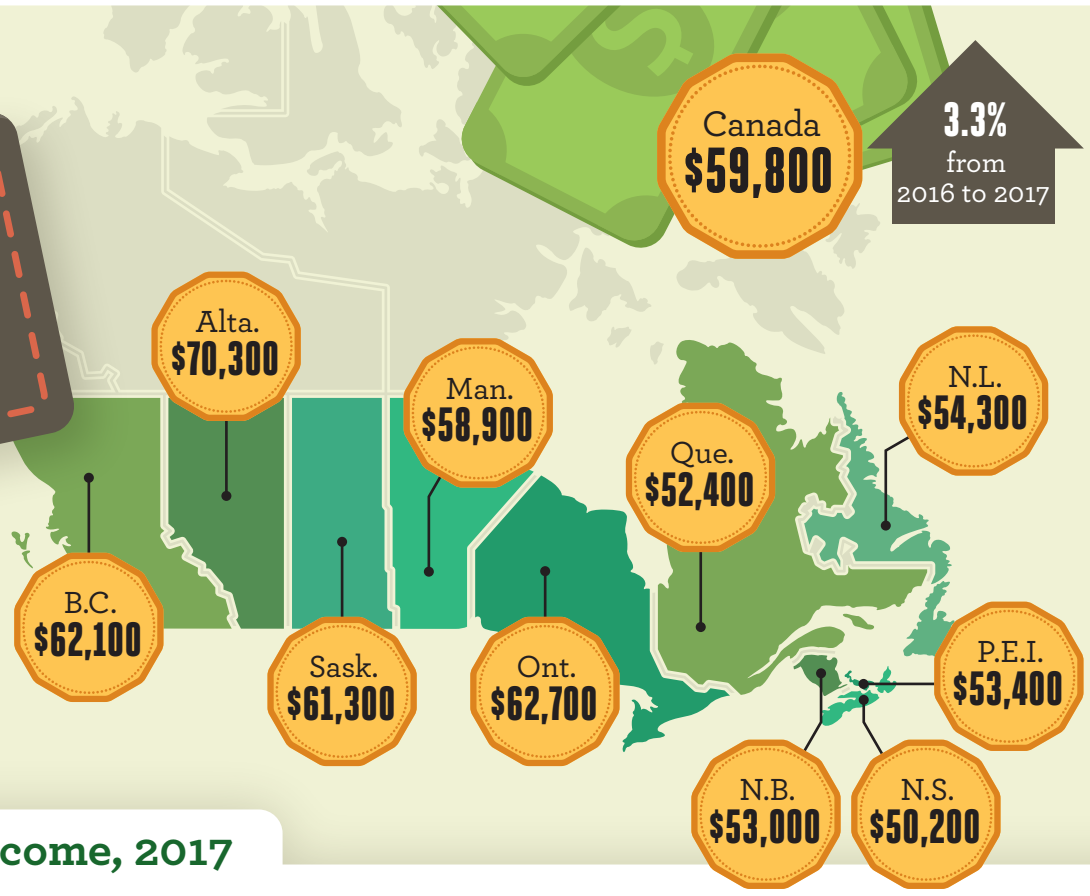 Canada
$59,800
3.3%
from
2016 to 2017
Alta.
$70,300
Man.
$58,900
N.L.
$54,300
Que.
$52,400
B.C.
$62,100
Sask.
$61,300
Ont.
$62,700
P.E.I.
$53,400
N.B.
$53,000
N.S.
$50,200
come, 2017